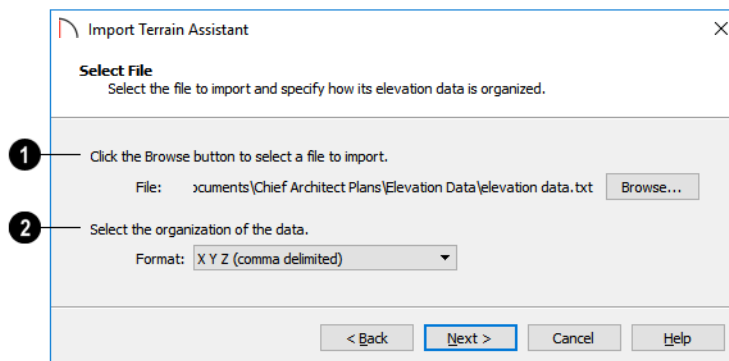 Import Terrain Assistant
Select File
Select the file to import and specify how its elevation data is organized.
1 Click the Browse button to select a file to import.
File: ocuments\Chief Architect Plans\Elevation Data\elevation data.txt Browse...
2 Select the organization of the data.
Format: X Y Z (comma delimited)
< Back Next > Cancel Help